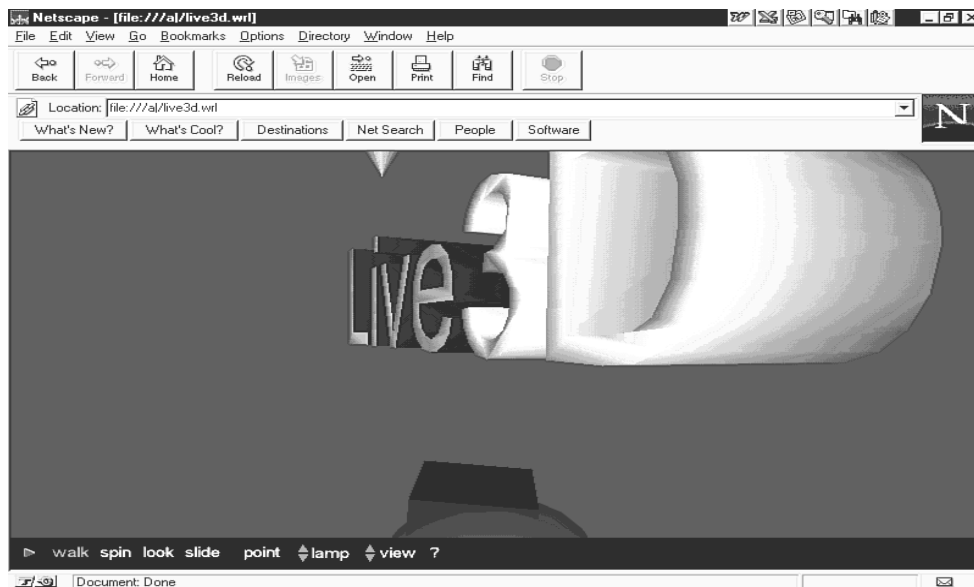 Netscape - [file:///a|/live3d.wrl]
File Edit View Go Bookmarks Options Directory Window Help
Back Forward Home Reload Images Open Print Find Stop
Location: file:///a|/live3d.wrl
N
What's New? What's Cool? Destinations Net Search People Software
Live3D
walk spin look slide point lamp view ?
Document: Done